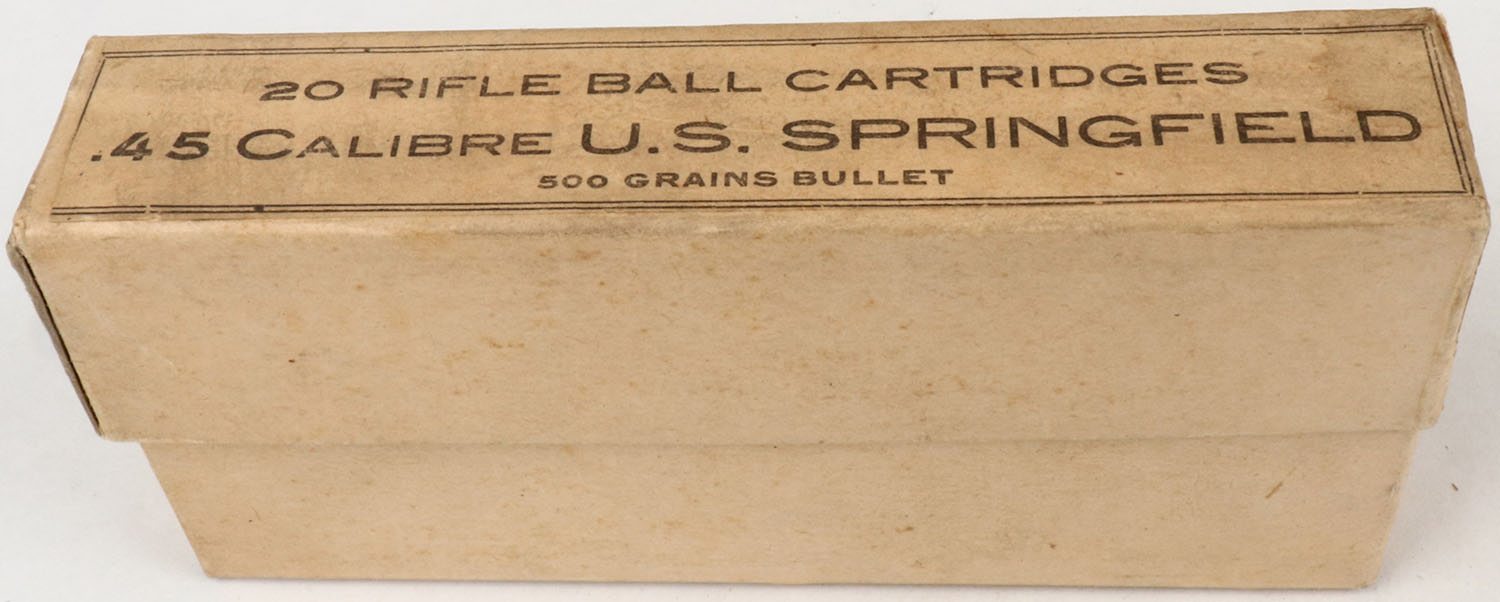 20 RIFLE BALL CARTRIDGES
.45 CALIBRE U.S. SPRINGFIELD
500 GRAINS BULLET